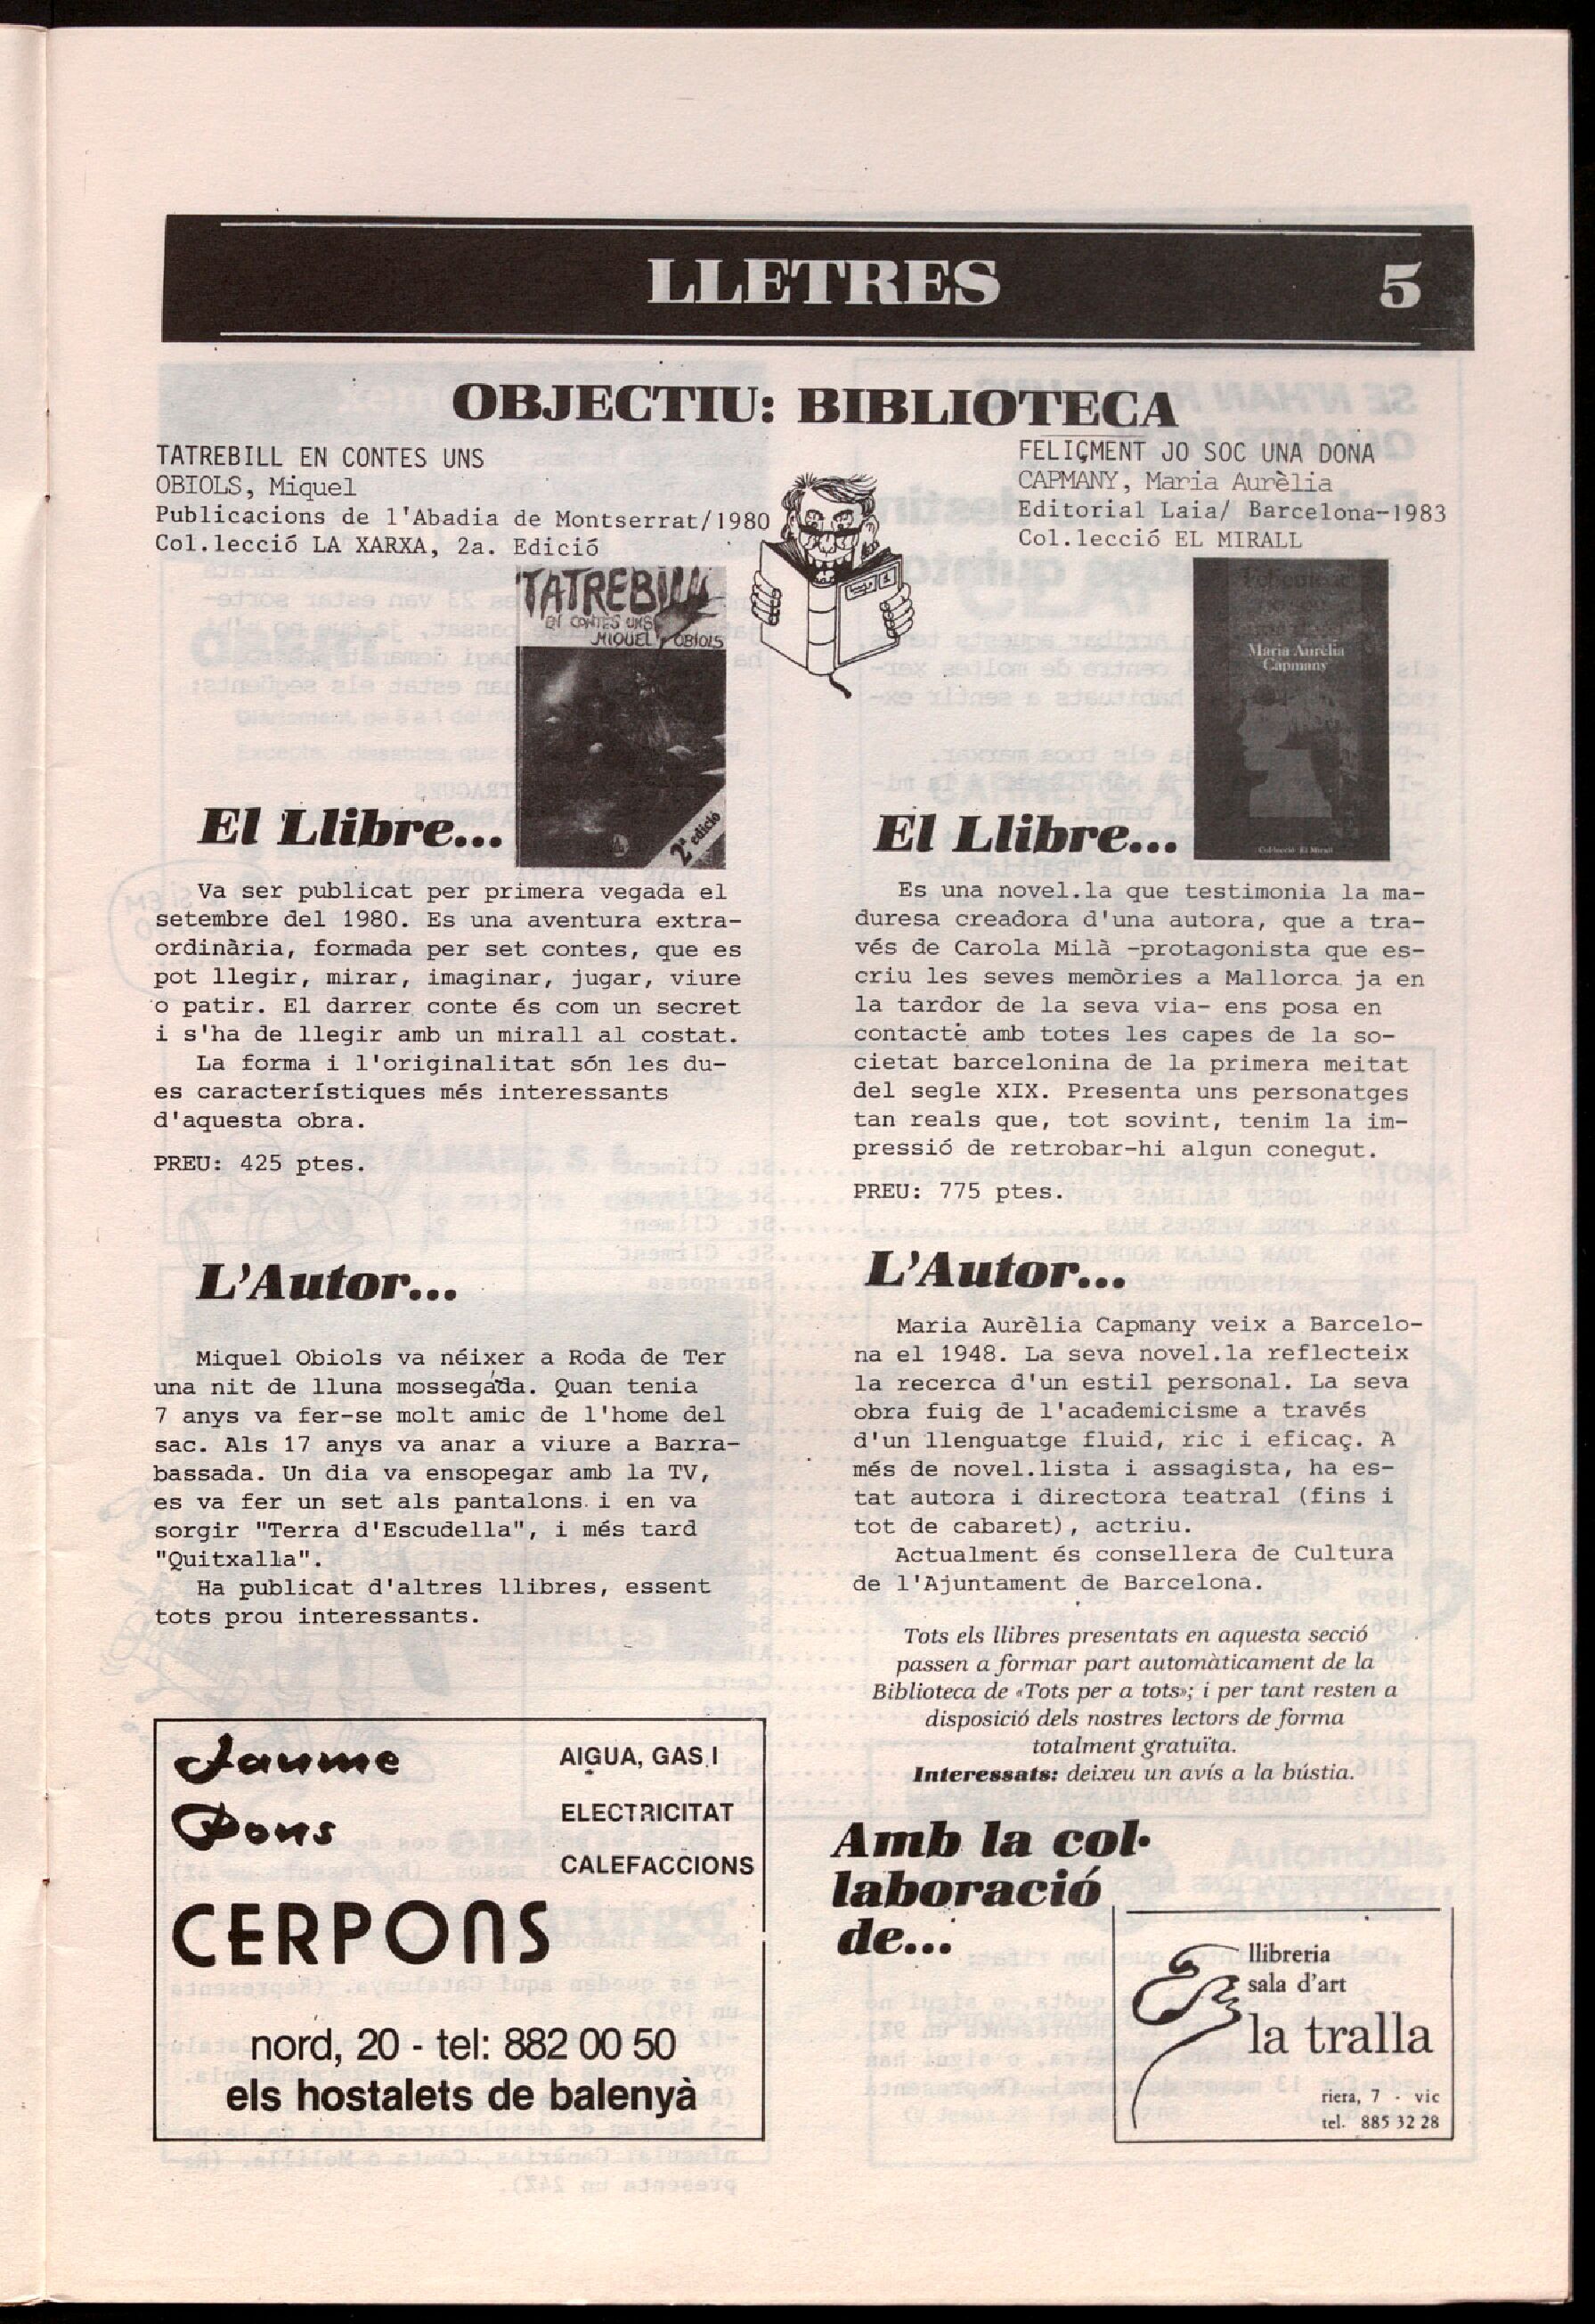 LLETRES 5
OBJECTIU: BIBLIOTECA
TATREBILL EN CONTES UNS
OBIOLS, Miquel
Publicacions de l'Abadia de Montserrat/1980
Col.lecció LA XARXA, 2a. Edició
TATREBILL
EN CONTES UNS
MIQUEL OBIOLS
2ª edició
El Llibre...
Va ser publicat per primera vegada el
setembre del 1980. Es una aventura extra-
ordinària, formada per set contes, que es
pot llegir, mirar, imaginar, jugar, viure
o patir. El darrer conte és com un secret
i s'ha de llegir amb un mirall al costat.
La forma i l'originalitat són les du-
es característiques més interessants
d'aquesta obra.
PREU: 425 ptes.
L'Autor...
Miquel Obiols va néixer a Roda de Ter
una nit de lluna mossegáda. Quan tenia
7 anys va fer-se molt amic de l'home del
sac. Als 17 anys va anar a viure a Barra-
bassada. Un dia va ensopegar amb la TV,
es va fer un set als pantalons i en va
sorgir "Terra d'Escudella", i més tard
"Quitxalla".
Ha publicat d'altres llibres, essent
tots prou interessants.
Jaume
Pons
AIGUA, GAS I
ELECTRICITAT
CALEFACCIONS
CERPONS
nord, 20 - tel: 882 00 50
els hostalets de balenyà
FELIÇMENT JO SOC UNA DONA
CAPMANY, Maria Aurèlia
Editorial Laia/ Barcelona-1983
Col.lecció EL MIRALL
Maria Aurèlia
Capmany
Col·lecció El Mirall
El Llibre...
Es una novel.la que testimonia la ma-
duresa creadora d'una autora, que a tra-
vés de Carola Milà -protagonista que es-
criu les seves memòries a Mallorca ja en
la tardor de la seva via- ens posa en
contacte amb totes les capes de la so-
cietat barcelonina de la primera meitat
del segle XIX. Presenta uns personatges
tan reals que, tot sovint, tenim la im-
pressió de retrobar-hi algun conegut.
PREU: 775 ptes.
L'Autor...
Maria Aurèlia Capmany veix a Barcelo-
na el 1948. La seva novel.la reflecteix
la recerca d'un estil personal. La seva
obra fuig de l'academicisme a través
d'un llenguatge fluid, ric i eficaç. A
més de novel.lista i assagista, ha es-
tat autora i directora teatral (fins i
tot de cabaret), actriu.
Actualment és consellera de Cultura
de l'Ajuntament de Barcelona.
Tots els llibres presentats en aquesta secció
passen a formar part automàticament de la
Biblioteca de «Tots per a tots»; i per tant resten a
disposició dels nostres lectors de forma
totalment gratuïta.
Interessats: deixeu un avís a la bústia.
Amb la col·
laboració
de...
llibreria
sala d'art
la tralla
riera, 7 - vic
tel. 885 32 28